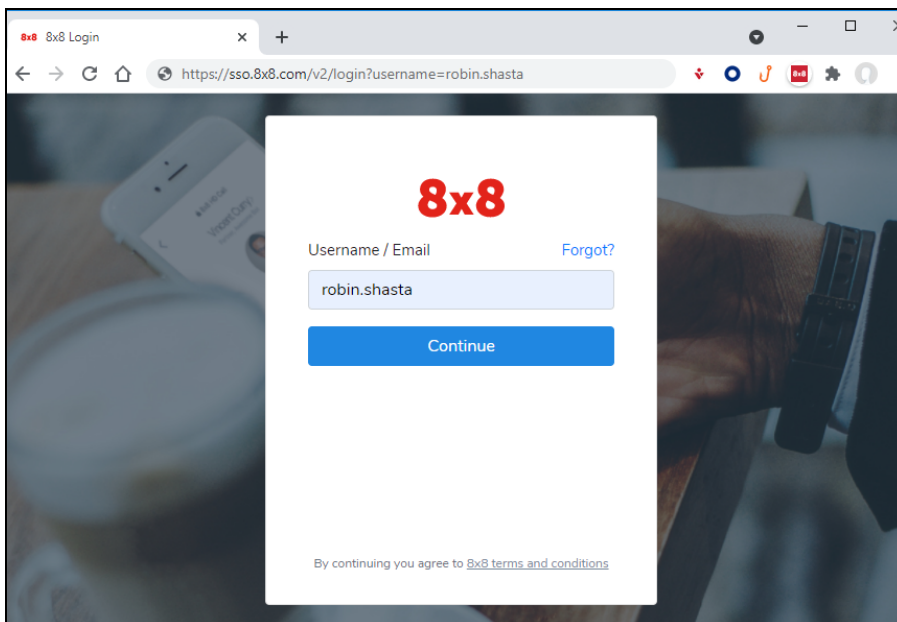 8x8 8x8 Login
https://sso.8x8.com/v2/login?username=robin.shasta
8x8
8x8
Username / Email Forgot?
robin.shasta
Continue
By continuing you agree to 8x8 terms and conditions